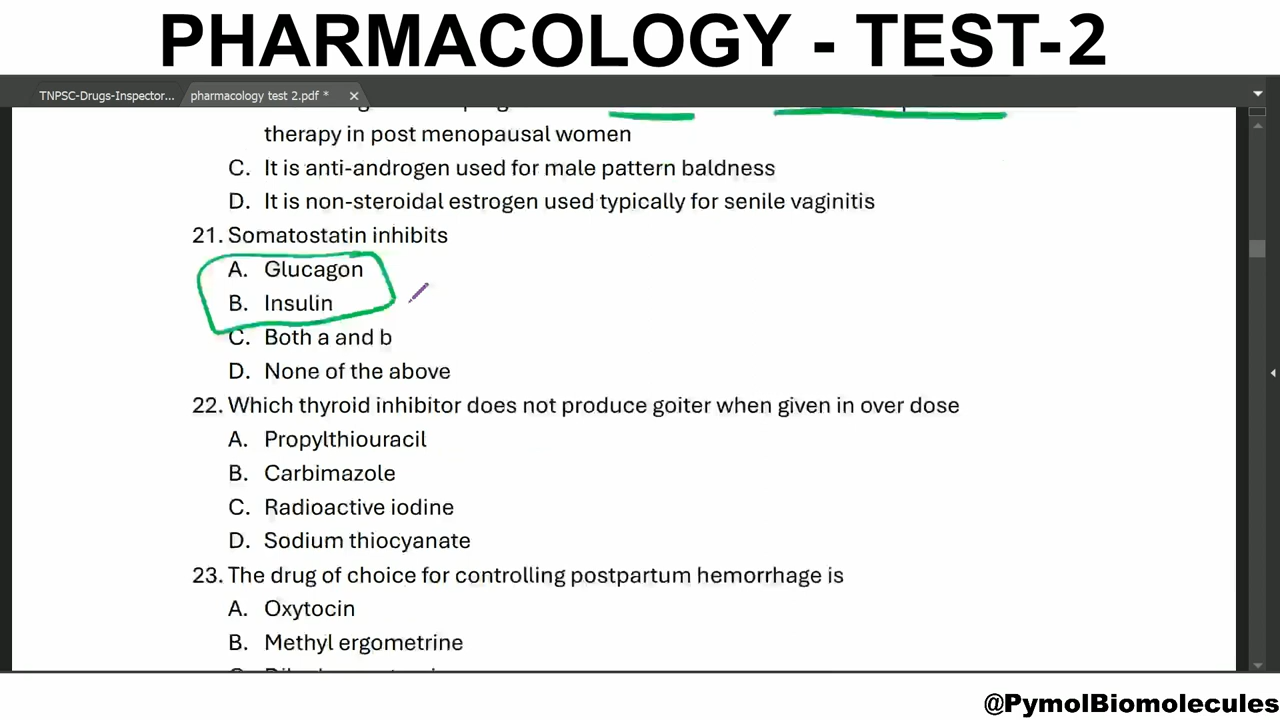 PHARMACOLOGY - TEST-2
TNPSC-Drugs-Inspector... pharmacology test 2.pdf *
therapy in post menopausal women
C. It is anti-androgen used for male pattern baldness
D. It is non-steroidal estrogen used typically for senile vaginitis
21. Somatostatin inhibits
A. Glucagon
B. Insulin
C. Both a and b
D. None of the above
22. Which thyroid inhibitor does not produce goiter when given in over dose
A. Propylthiouracil
B. Carbimazole
C. Radioactive iodine
D. Sodium thiocyanate
23. The drug of choice for controlling postpartum hemorrhage is
A. Oxytocin
B. Methyl ergometrine
@PymolBiomolecules